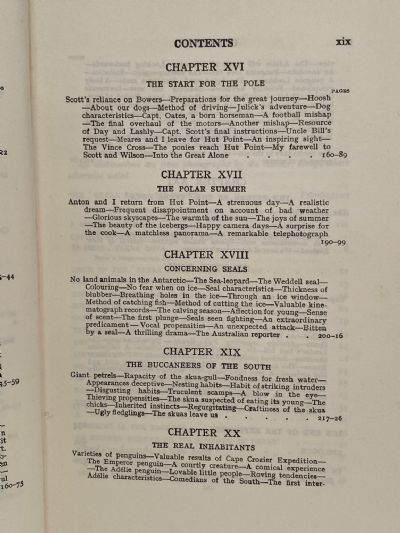 CONTENTS xix
CHAPTER XVI
THE START FOR THE POLE
PAGES
Scott's reliance on Bowers—Preparations for the great journey—Hoosh
—About our dogs—Method of driving—Julick's adventure—Dog
characteristics—Capt. Oates, a born horseman—A football mishap
—The final overhaul of the motors—Another mishap—Resource
of Day and Lashly—Capt. Scott's final instructions—Uncle Bill's
request—Meares and I leave for Hut Point—An inspiring sight—
The Vince Cross—The ponies reach Hut Point—My farewell to
Scott and Wilson—Into the Great Alone . . . . 160-89
CHAPTER XVII
THE POLAR SUMMER
Anton and I return from Hut Point—A strenuous day—A realistic
dream—Frequent disappointment on account of bad weather
—Glorious skyscapes—The warmth of the sun—The joys of summer
—The beauty of the icebergs—Happy camera days—A surprise for
the cook—A matchless panorama—A remarkable telephotograph
190-99
CHAPTER XVIII
CONCERNING SEALS
No land animals in the Antarctic—The Sea-leopard—The Weddell seal—
Colouring—No fear when on ice—Seal characteristics—Thickness of
blubber—Breathing holes in the ice—Through an ice window—
Method of catching fish—Method of cutting the ice—Valuable kine-
matograph records—The calving season—Affection for young—Sense
of scent—The first plunge—Seals seen fighting—An extraordinary
predicament—Vocal propensities—An unexpected attack—Bitten
by a seal—A thrilling drama—The Australian reporter . . 200-16
CHAPTER XIX
THE BUCCANEERS OF THE SOUTH
Giant petrels—Rapacity of the skua-gull—Fondness for fresh water—
Appearances deceptive—Nesting habits—Habit of striking intruders
—Disgusting habits—Truculent scamps—A blow in the eye—
Thieving propensities—The skua suspected of eating its young—The
chicks—Inherited instincts—Regurgitating—Craftiness of the skua
—Ugly fledglings—The skuas leave us . . . . . 217-26
CHAPTER XX
THE REAL INHABITANTS
Varieties of penguins—Valuable results of Cape Crozier Expedition—
The Emperor penguin—A courtly creature—A comical experience
—The Adélie penguin—Lovable little people—Roving tendencies—
Adélie characteristics—Comedians of the South—The first inter-
22
5-44
45-59
160-75